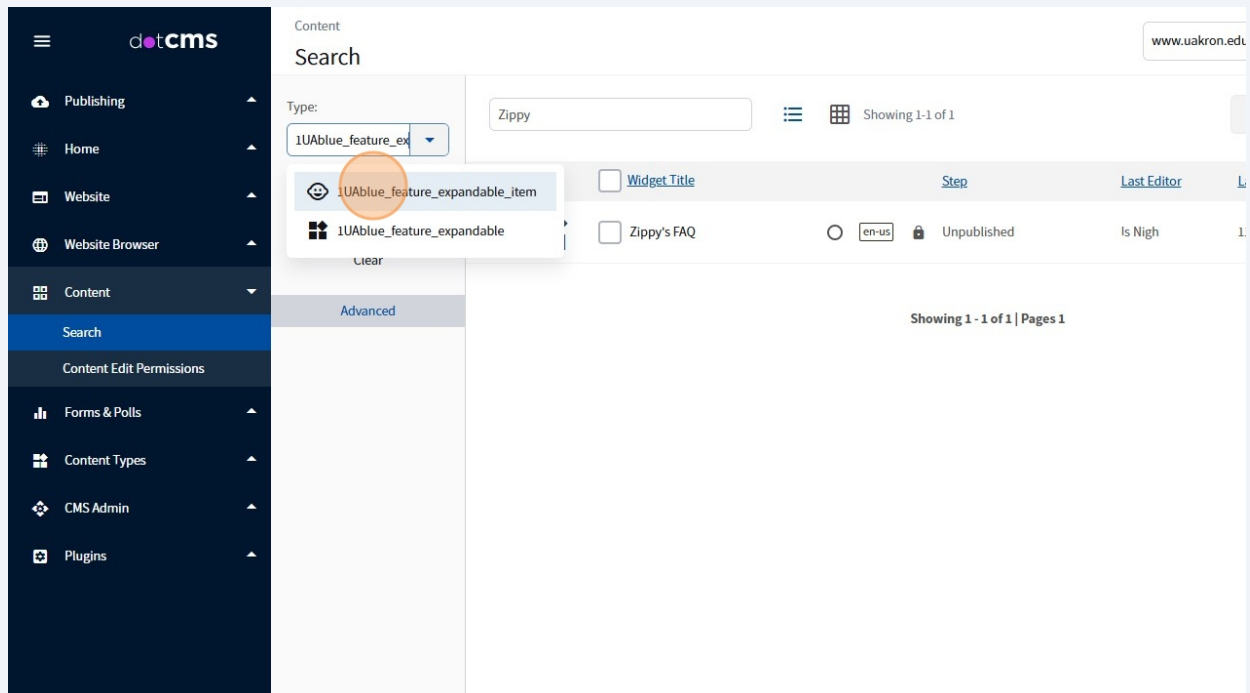 dotcms
Publishing
Home
Website
Website Browser
Content
Search
Content Edit Permissions
Forms & Polls
Content Types
CMS Admin
Plugins
Content
Search
www.uakron.edu
Type:
1UAblue_feature_ex
1UAblue_feature_expandable_item
1UAblue_feature_expandable
Clear
Advanced
Zippy
Showing 1-1 of 1
Widget Title
Step
Last Editor
Zippy's FAQ
en-us
Unpublished
Is Nigh
Showing 1 - 1 of 1 | Pages 1